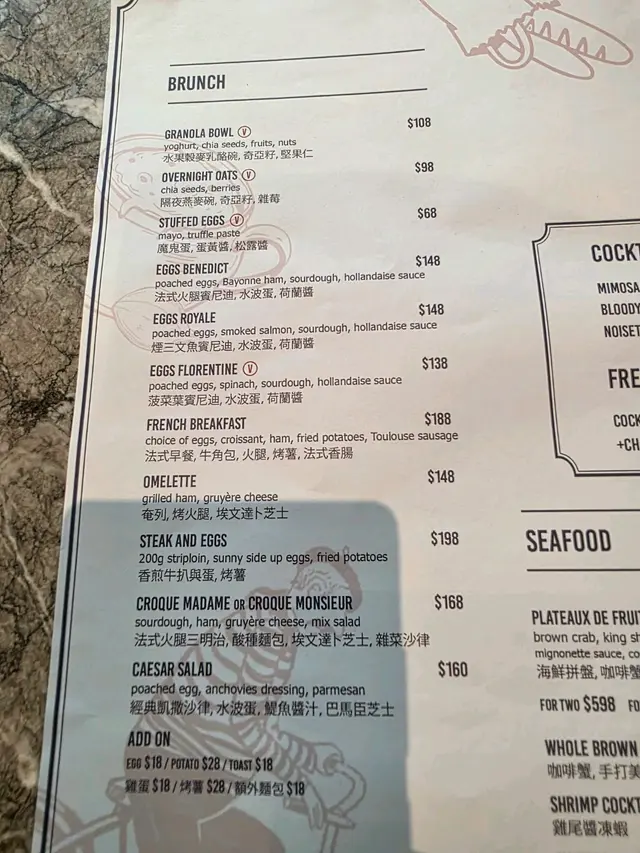 BRUNCH
GRANOLA BOWL V $108
yoghurt, chia seeds, fruits, nuts
水果穀麥乳酪碗, 奇亞籽, 堅果仁
OVERNIGHT OATS V $98
chia seeds, berries
隔夜燕麥碗, 奇亞籽, 雜莓
STUFFED EGGS V $68
mayo, truffle paste
魔鬼蛋, 蛋黃醬, 松露醬
EGGS BENEDICT $148
poached eggs, Bayonne ham, sourdough, hollandaise sauce
法式火腿賓尼迪, 水波蛋, 荷蘭醬
EGGS ROYALE $148
poached eggs, smoked salmon, sourdough, hollandaise sauce
煙三文魚賓尼迪, 水波蛋, 荷蘭醬
EGGS FLORENTINE V $138
poached eggs, spinach, sourdough, hollandaise sauce
菠菜葉賓尼迪, 水波蛋, 荷蘭醬
FRENCH BREAKFAST $188
choice of eggs, croissant, ham, fried potatoes, Toulouse sausage
法式早餐, 牛角包, 火腿, 烤薯, 法式香腸
OMELETTE $148
grilled ham, gruyère cheese
奄列, 烤火腿, 埃文達卜芝士
STEAK AND EGGS $198
200g striploin, sunny side up eggs, fried potatoes
香煎牛扒與蛋, 烤薯
CROQUE MADAME OR CROQUE MONSIEUR $168
sourdough, ham, gruyère cheese, mix salad
法式火腿三明治, 酸種麵包, 埃文達卜芝士, 雜菜沙律
CAESAR SALAD $160
poached egg, anchovies dressing, parmesan
經典凱撒沙律, 水波蛋, 鯷魚醬汁, 巴馬臣芝士
ADD ON
EGG $18 / POTATO $28 / TOAST $18
雞蛋 $18 / 烤薯 $28 / 額外麵包 $18
COCKT
MIMOSA
BLOODY
NOISET
FRE
COCK
+CH
SEAFOOD
PLATEAUX DE FRUI
brown crab, king
mignonette sauce, co
海鮮拼盤, 咖啡蟹
FOR TWO $598 FO
WHOLE BROWN
咖啡蟹, 手打美
SHRIMP COCKT
雞尾醬凍蝦